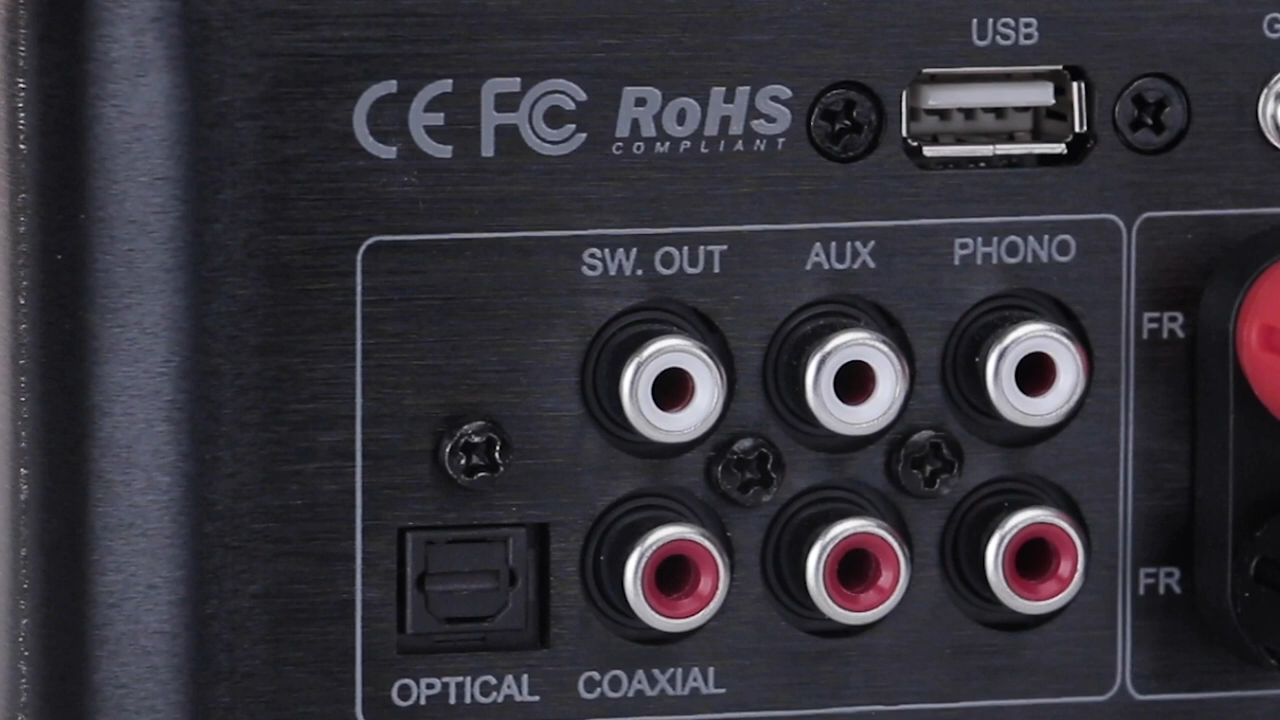 USB
G
CE FC RoHS
COMPLIANT
SW. OUT AUX PHONO
FR
FR
OPTICAL COAXIAL